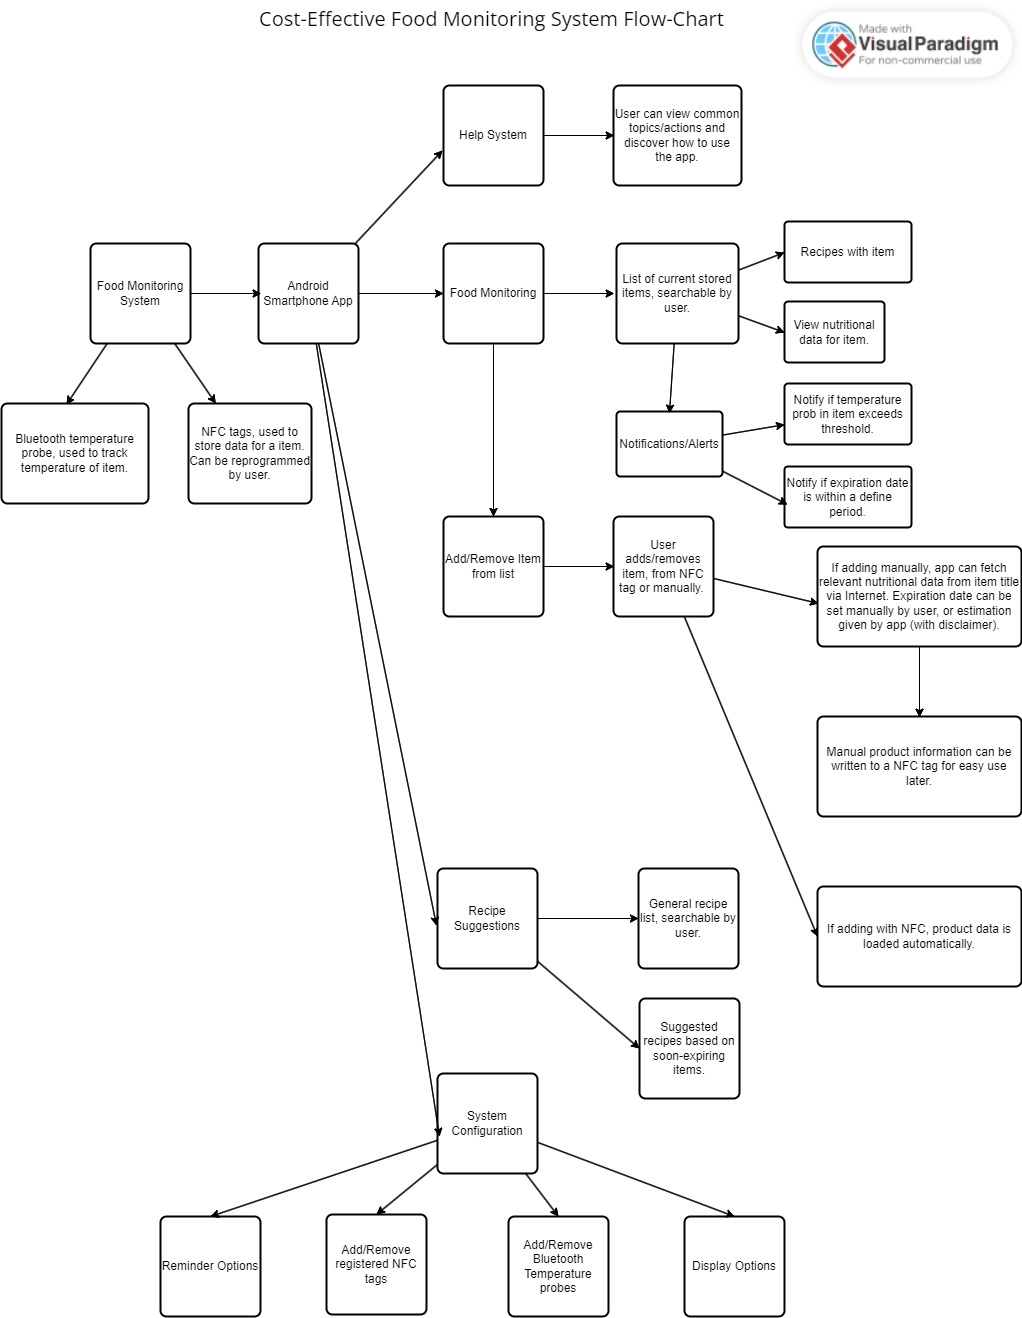 Cost-Effective Food Monitoring System Flow-Chart
Made with
Visual Paradigm
For non-commercial use
Help System
User can view common
topics/actions and
discover how to use
the app.
Food Monitoring
System
Android
Smartphone App
Food Monitoring
List of current stored
items, searchable by
user.
Recipes with item
View nutritional
data for item.
Bluetooth temperature
probe, used to track
temperature of item.
NFC tags, used to
store data for a item.
Can be reprogrammed
by user.
Notifications/Alerts
Notify if temperature
prob in item exceeds
threshold.
Notify if expiration date
is within a define
period.
Add/Remove Item
from list
User
adds/removes
item, from NFC
tag or manually.
If adding manually, app can fetch
relevant nutritional data from item title
via Internet. Expiration date can be
set manually by user, or estimation
given by app (with disclaimer).
Manual product information can be
written to a NFC tag for easy use
later.
If adding with NFC, product data is
loaded automatically.
Recipe
Suggestions
General recipe
list, searchable by
user.
Suggested
recipes based on
soon-expiring
items.
System
Configuration
Reminder Options
Add/Remove
registered NFC
tags
Add/Remove
Bluetooth
Temperature
probes
Display Options